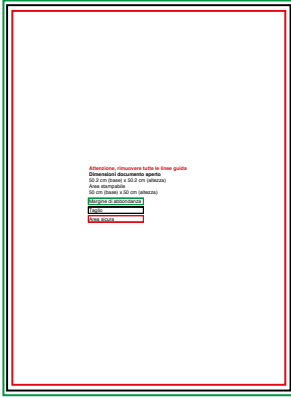 Attenzione, rimuovere tutte le linee guida
Dimensioni documento aperto
50.2 cm (base) x 50.2 cm (altezza)
Area stampabile
50 cm (base) x 50 cm (altezza)
Margine di abbondanza
Taglio
Area sicura